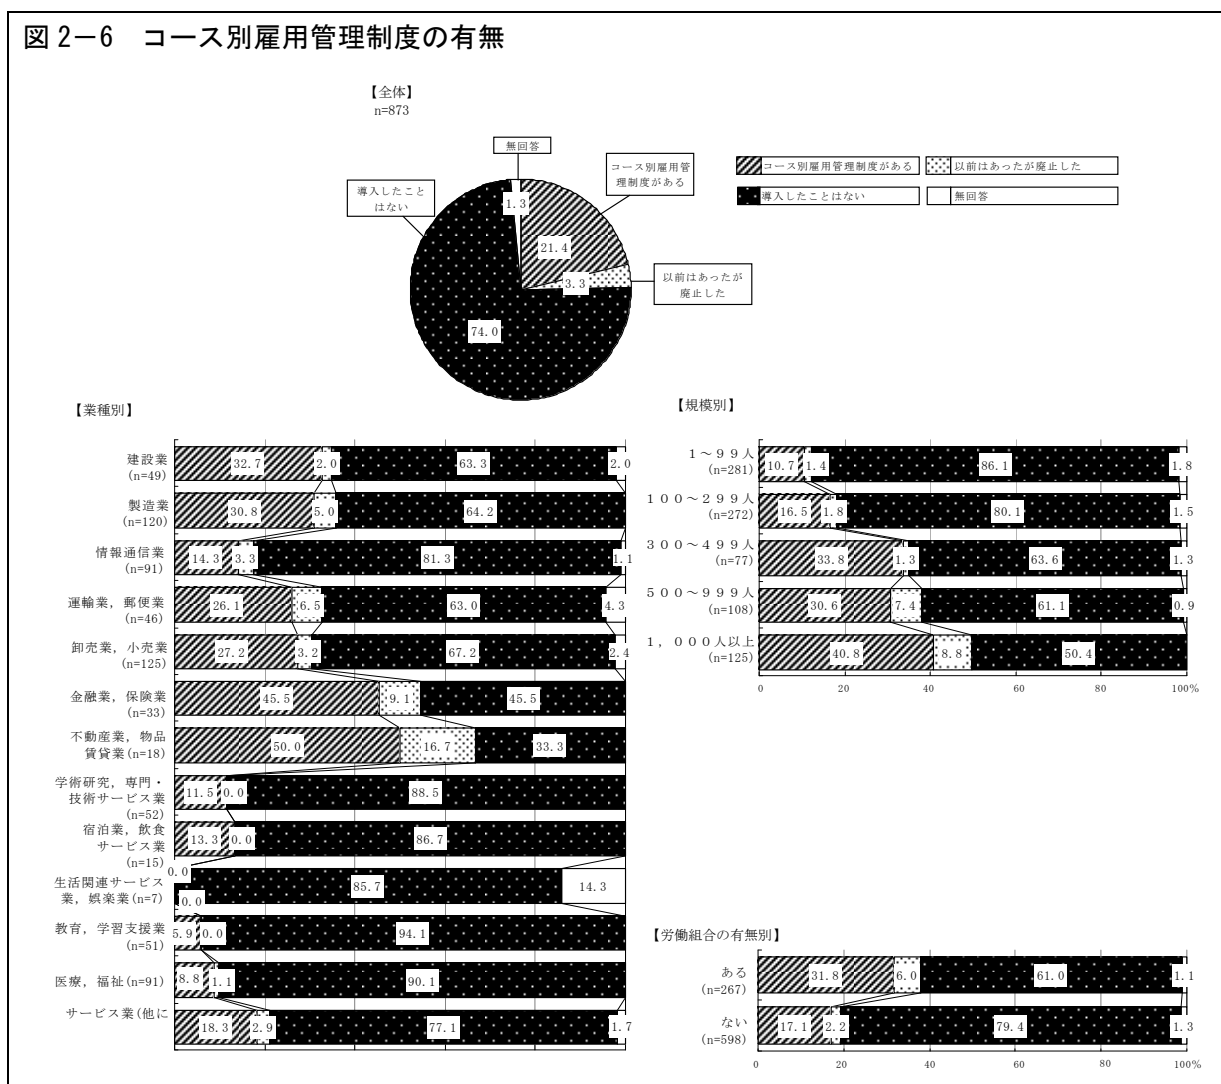 図2－6　コース別雇用管理制度の有無
【全体】
n=873
無回答
コース別雇用管
理制度がある
導入したこと
はない
以前はあったが
廃止した
1.3
21.4
3.3
74.0
コース別雇用管理制度がある
以前はあったが廃止した
導入したことはない
無回答
【業種別】
建設業
(n=49)
32.7 2.0 63.3 2.0
製造業
(n=120)
30.8 5.0 64.2
情報通信業
(n=91)
14.3 3.3 81.3 1.1
運輸業，郵便業
(n=46)
26.1 6.5 63.0 4.3
卸売業，小売業
(n=125)
27.2 3.2 67.2 2.4
金融業，保険業
(n=33)
45.5 9.1 45.5
不動産業，物品
賃貸業(n=18)
50.0 16.7 33.3
学術研究，専門・
技術サービス業
(n=52)
11.5 0.0 88.5
宿泊業，飲食
サービス業
(n=15)
13.3 0.0 86.7
生活関連サービス
業，娯楽業(n=7)
0.0 0.0 85.7 14.3
教育，学習支援業
(n=51)
5.9 0.0 94.1
医療，福祉(n=91)
8.8 1.1 90.1
サービス業(他に
18.3 2.9 77.1 1.7
【規模別】
１～９９人
(n=281)
10.7 1.4 86.1 1.8
１００～２９９人
(n=272)
16.5 1.8 80.1 1.5
３００～４９９人
(n=77)
33.8 1.3 63.6 1.3
５００～９９９人
(n=108)
30.6 7.4 61.1 0.9
１，０００人以上
(n=125)
40.8 8.8 50.4
0 20 40 60 80 100%
【労働組合の有無別】
ある
(n=267)
31.8 6.0 61.0 1.1
ない
(n=598)
17.1 2.2 79.4 1.3
0 20 40 60 80 100%